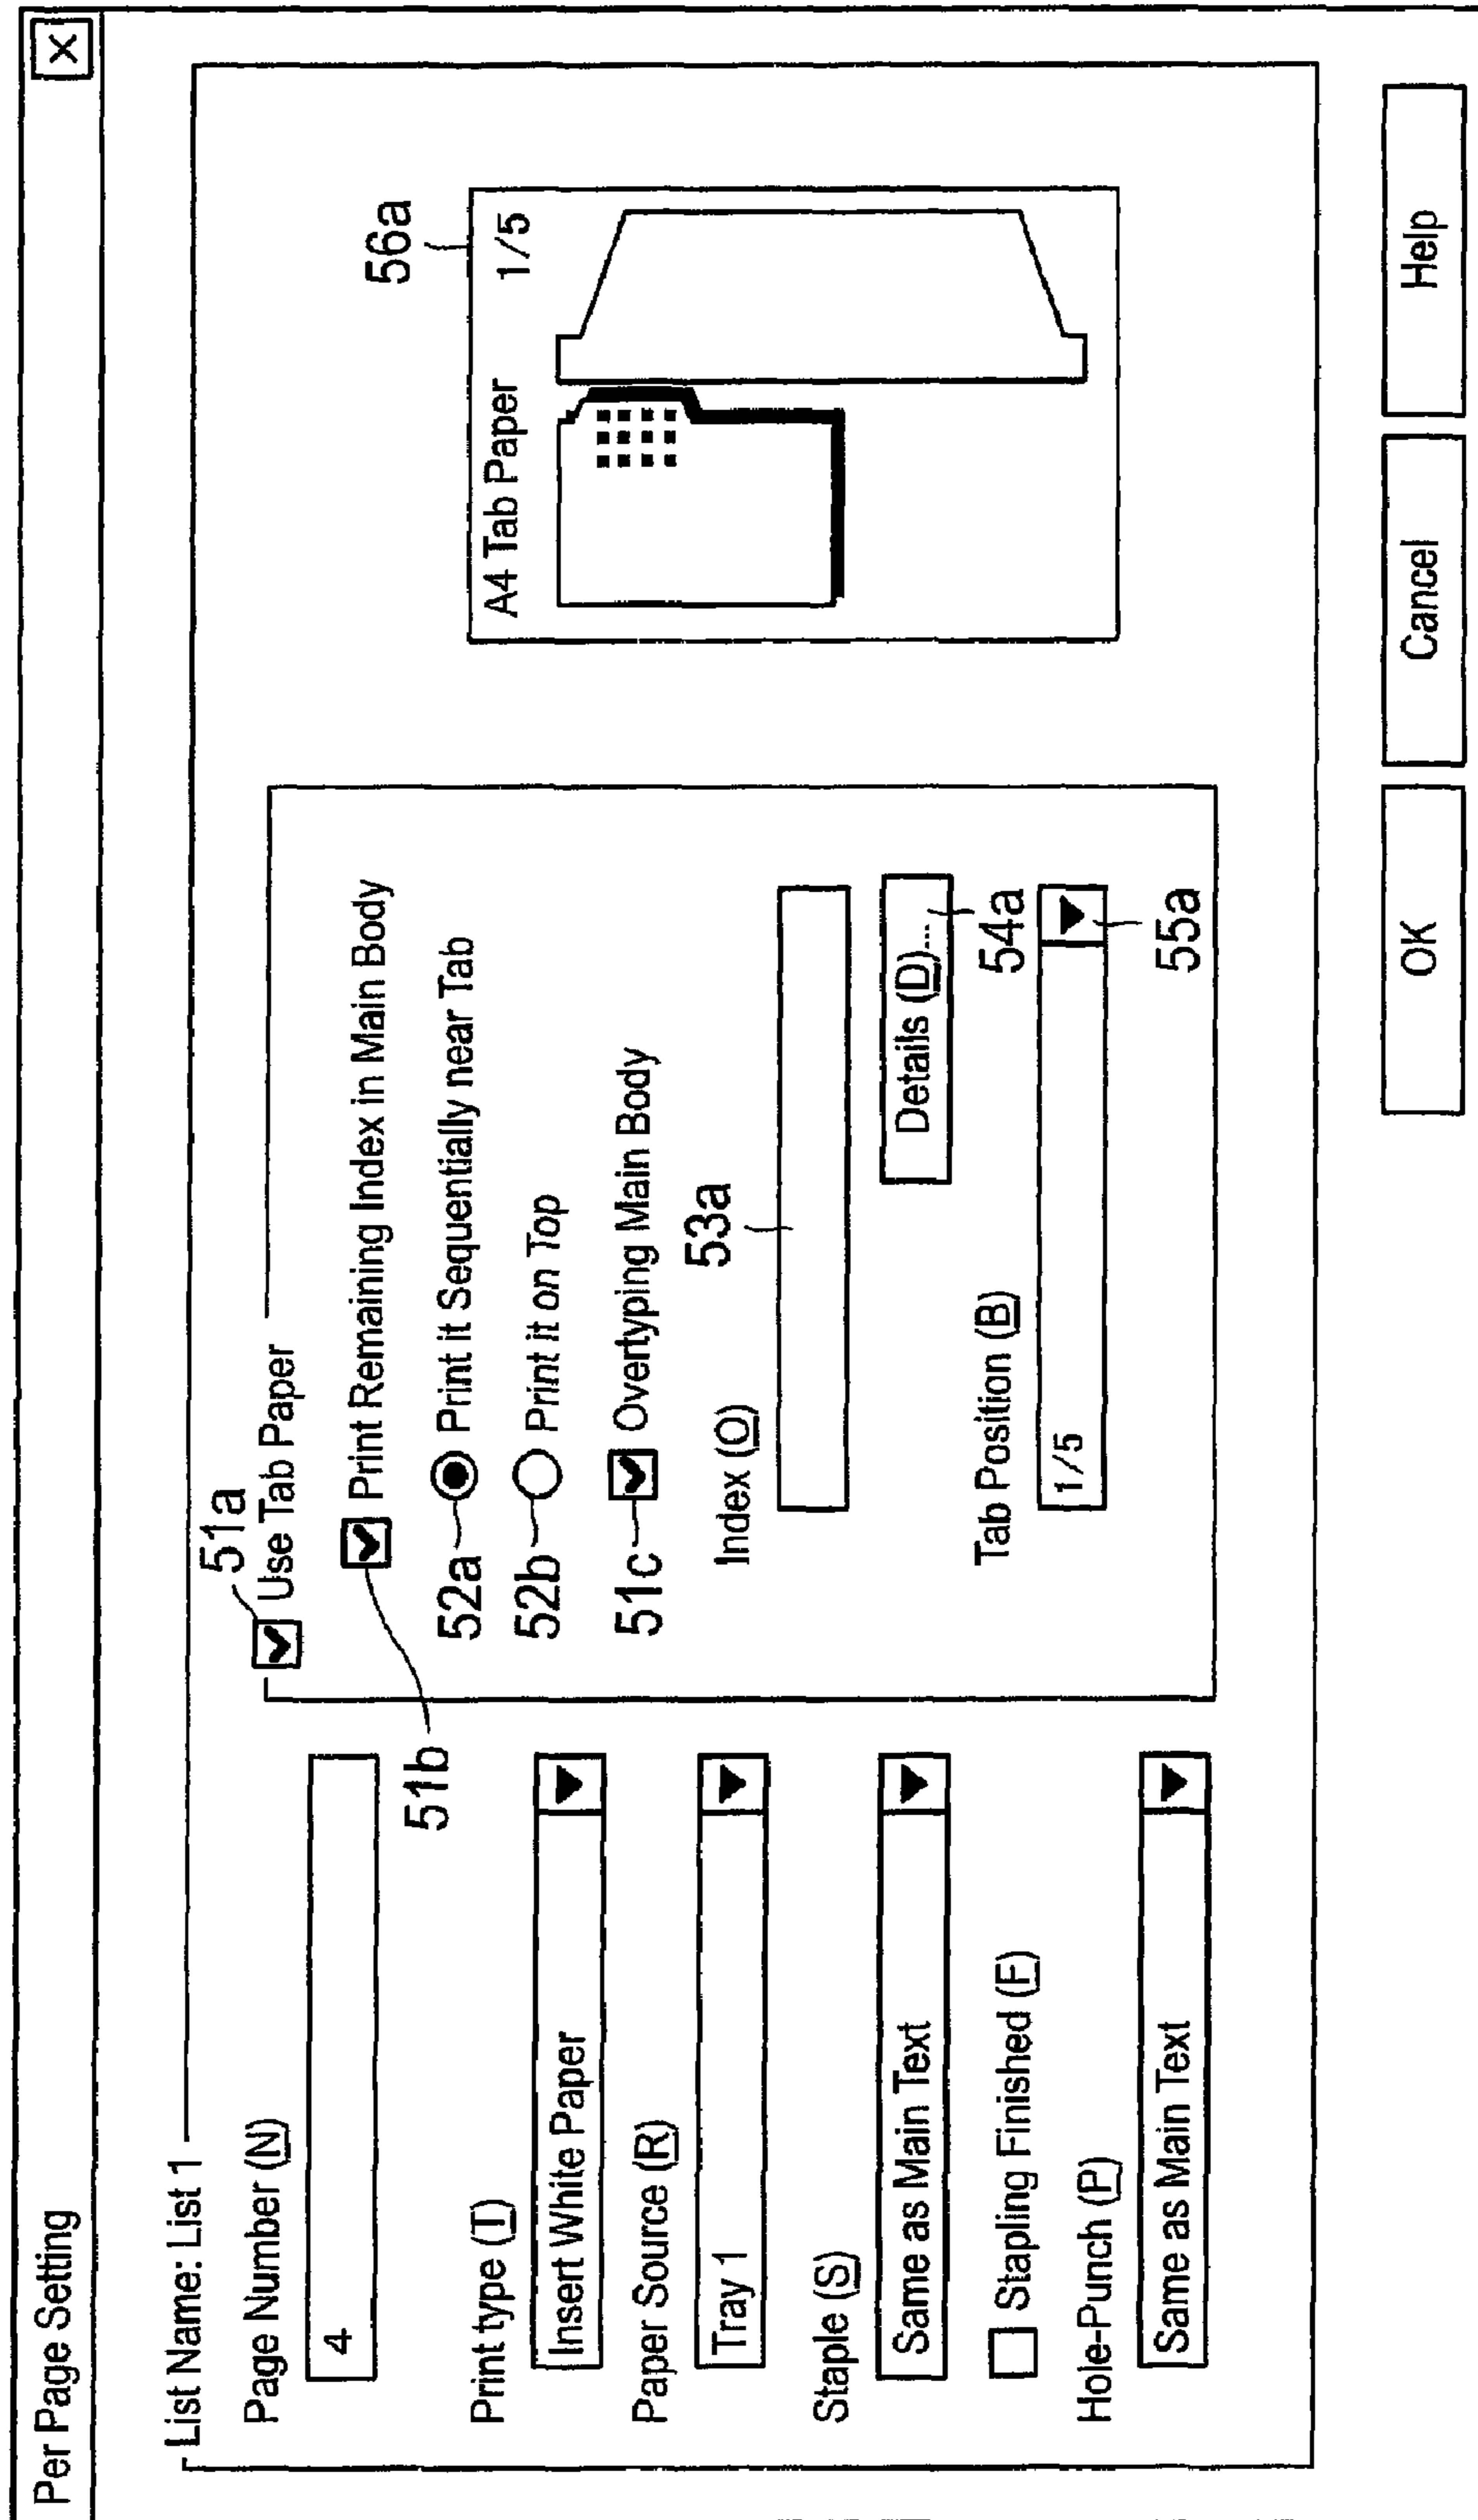 Per Page Setting
X
List Name: List 1
Page Number (N)
4
Print type (T)
Insert White Paper
Paper Source (R)
Tray 1
Staple (S)
Same as Main Text
Stapling Finished (F)
Hole-Punch (P)
Same as Main Text
51a
Use Tab Paper
51b
Print Remaining Index in Main Body
52a
Print it Sequentially near Tab
52b
Print it on Top
51c
Overtyping Main Body
Index (O)
53a
Details (D)...
54a
Tab Position (B)
1/5
55a
56a
A4 Tab Paper 1/5
OK
Cancel
Help